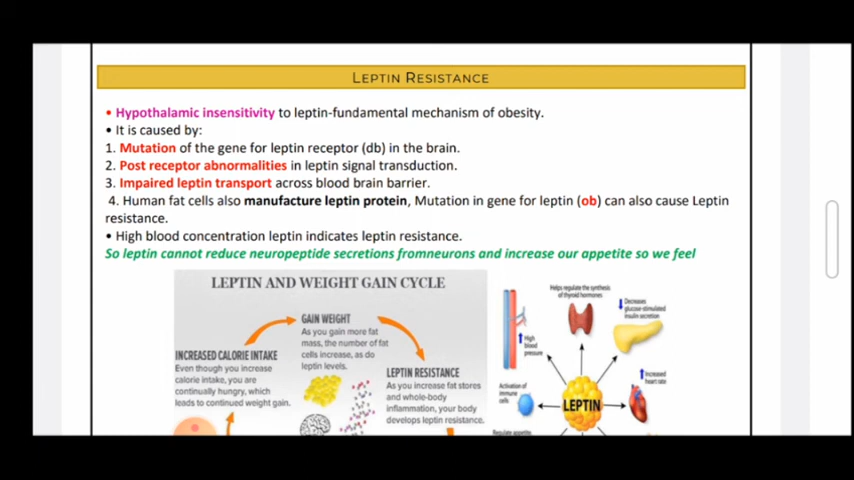 LEPTIN RESISTANCE
• Hypothalamic insensitivity to leptin-fundamental mechanism of obesity.
• It is caused by:
1. Mutation of the gene for leptin receptor (db) in the brain.
2. Post receptor abnormalities in leptin signal transduction.
3. Impaired leptin transport across blood brain barrier.
4. Human fat cells also manufacture leptin protein, Mutation in gene for leptin (ob) can also cause Leptin
resistance.
• High blood concentration leptin indicates leptin resistance.
So leptin cannot reduce neuropeptide secretions fromneurons and increase our appetite so we feel
LEPTIN AND WEIGHT GAIN CYCLE
GAIN WEIGHT
As you gain more fat
mass, the number of fat
cells increase, as do
leptin levels.
INCREASED CALORIE INTAKE
Even though you increase
calorie intake, you are
continually hungry, which
leads to continued weight gain.
LEPTIN RESISTANCE
As you increase fat stores
and whole-body
inflammation, your body
develops leptin resistance.
Helps regulate the synthesis
of thyroid hormones
Decreases
glucose-stimulated
insulin secretion
High
blood
pressure
Increased
heart rate
Activation of
immune
cells
LEPTIN
Regulate appetite